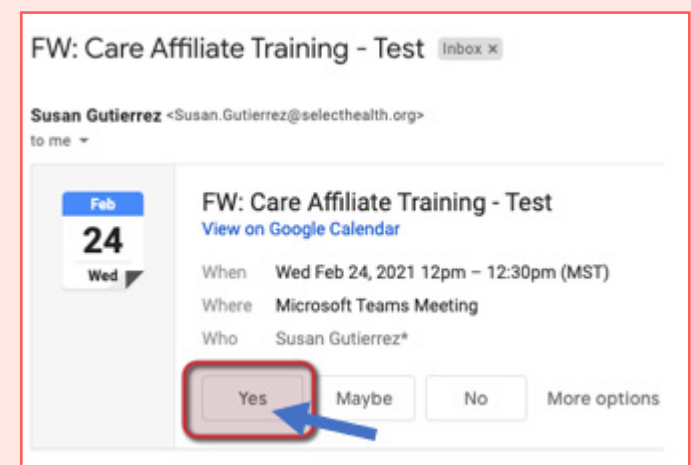 FW: Care Affiliate Training - Test Inbox x
Susan Gutierrez <Susan.Gutierrez@selecthealth.org>
to me
Feb
24
Wed
FW: Care Affiliate Training - Test
View on Google Calendar
When Wed Feb 24, 2021 12pm – 12:30pm (MST)
Where Microsoft Teams Meeting
Who Susan Gutierrez*
Yes Maybe No More options